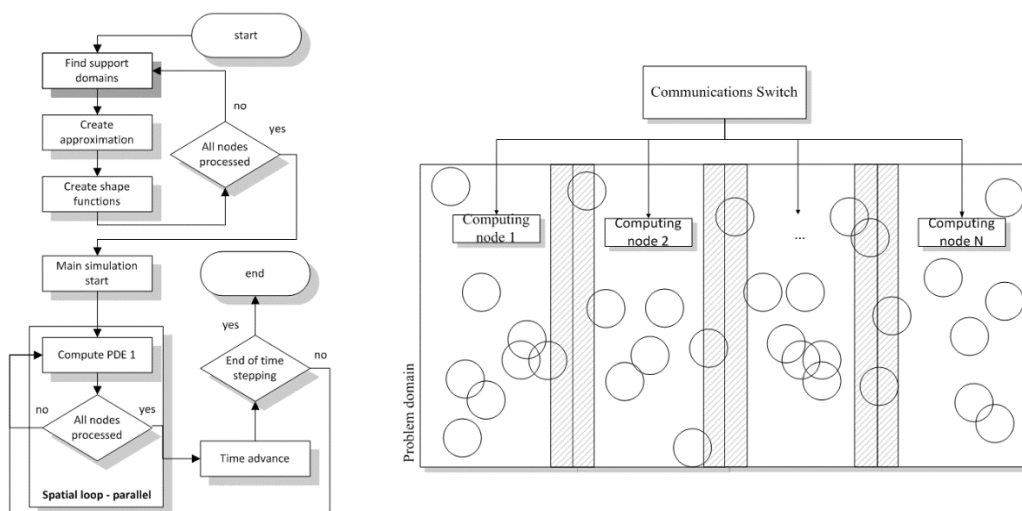 start
Find support
domains
no
yes
Create
approximation
All nodes
processed
Create shape
functions
Main simulation
start
end
yes
Compute PDE 1
End of time
stepping
no
no
yes
All nodes
processed
Time advance
Spatial loop - parallel
Communications Switch
Computing
node 1
Computing
node 2
...
Computing
node N
Problem domain